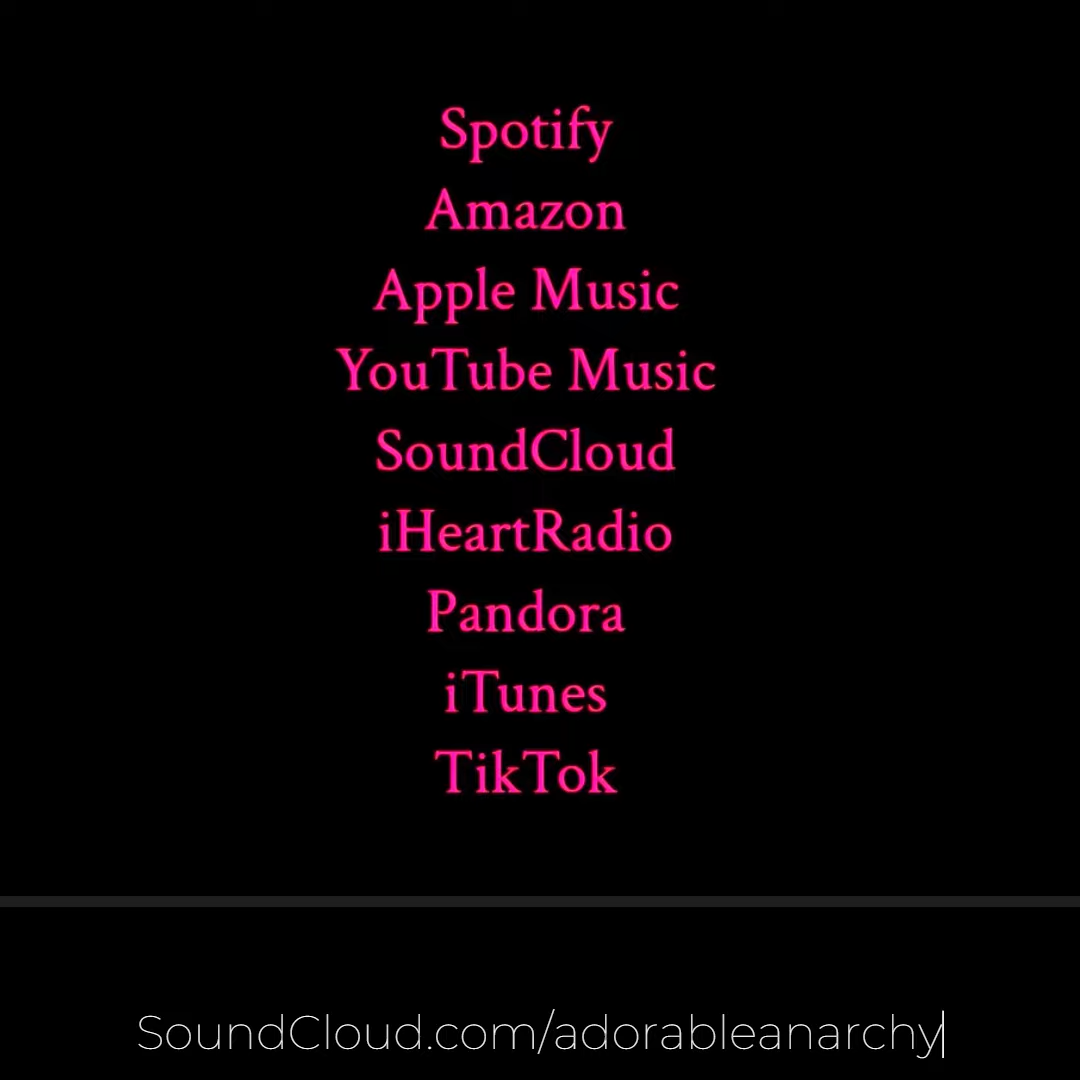 Spotify
Amazon
Apple Music
YouTube Music
SoundCloud
iHeartRadio
Pandora
iTunes
TikTok
SoundCloud.com/adorableanarchy